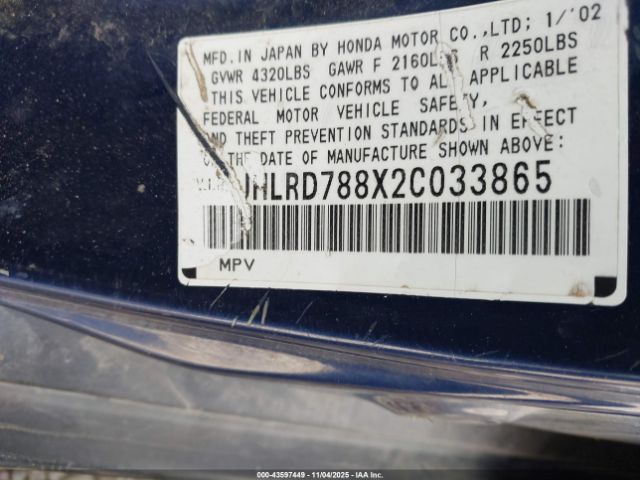 MFD. IN JAPAN BY HONDA MOTOR CO., LTD; 1/'02
GVWR 4320LBS GAWR F 2160LBS R 2250LBS
THIS VEHICLE CONFORMS TO ALL APPLICABLE
FEDERAL MOTOR VEHICLE SAFETY,
AND THEFT PREVENTION STANDARDS IN EFFECT
ON THE DATE OF MANUFACTURE SHOWN ABOVE:
JHLRD788X2C033865
MPV
00-43597449 - 11/04/2025 - IAA, Inc.